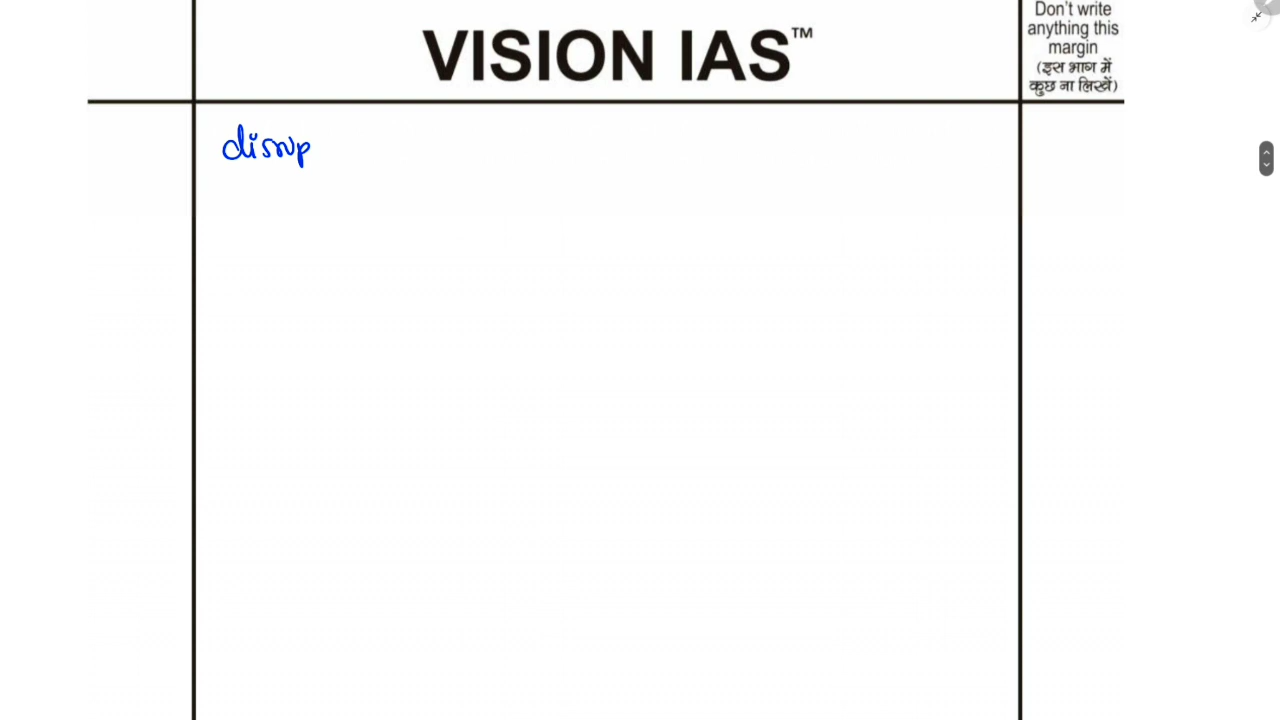 VISION IAS™
Don't write
anything this
margin
(इस भाग में
कुछ ना लिखें)
disrup